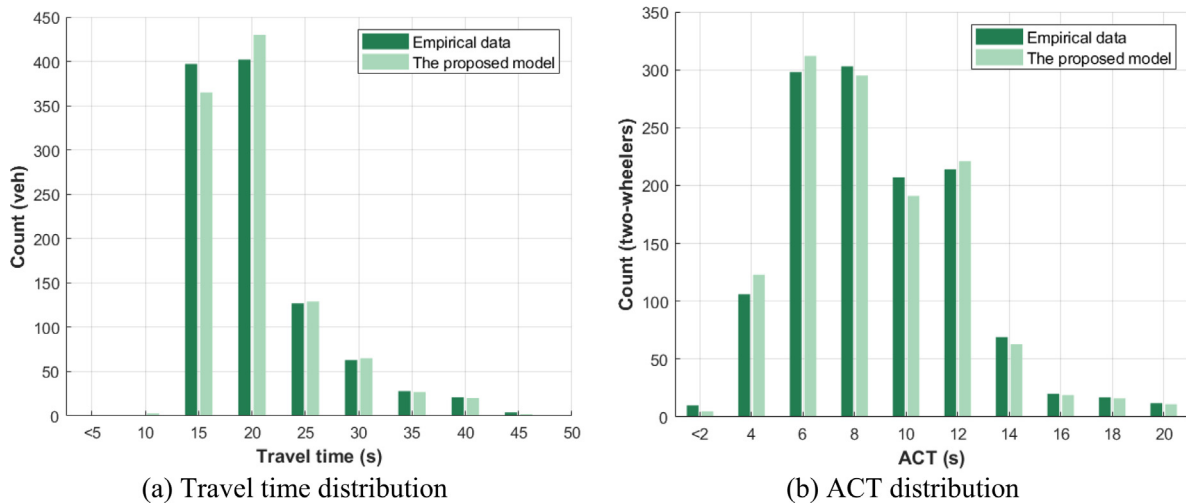 450
400
350
300
250
200
150
100
50
0
Count (veh)
Empirical data
The proposed model
<5 10 15 20 25 30 35 40 45 50
Travel time (s)
(a) Travel time distribution
350
300
250
200
150
100
50
0
Count (two-wheelers)
Empirical data
The proposed model
<2 4 6 8 10 12 14 16 18 20
ACT (s)
(b) ACT distribution